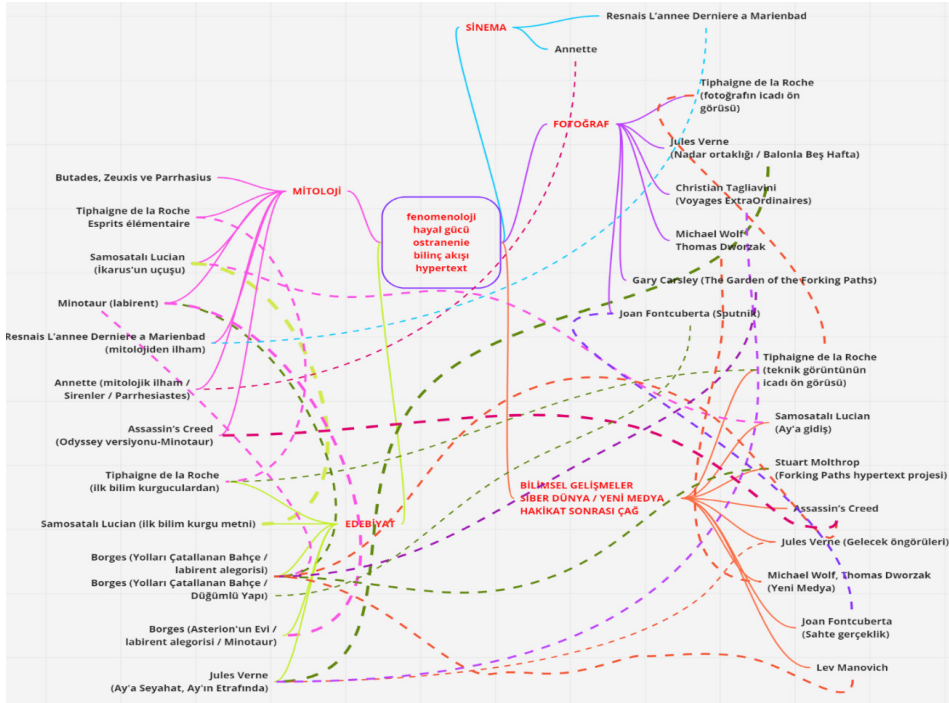 SİNEMA
Resnais L'annee Derniere a Marienbad
Annette
FOTOĞRAF
Tiphaigne de la Roche
(fotoğrafın icadı ön
görüsü)
Jules Verne
(Nadar ortaklığı / Balonla Beş Hafta)
Christian Tagliavini
(Voyages ExtraOrdinaires)
Michael Wolf
Thomas Dworzak
Gary Carsley (The Garden of the Forking Paths)
Joan Fontcuberta (Sputnik)
fenomenoloji
hayal gücü
ostranenie
bilinç akışı
hypertext
MİTOLOJİ
Butades, Zeuxis ve Parrhasius
Tiphaigne de la Roche
Esprits élémentaire
Samosatalı Lucian
(İkarus'un uçuşu)
Minotaur (labirent)
Resnais L'annee Derniere a Marienbad
(mitolojiden ilham)
Annette (mitolojik ilham /
Sirenler / Parrhesiastes)
Assassin's Creed
(Odyssey versiyonu-Minotaur)
EDEBİYAT
Tiphaigne de la Roche
(ilk bilim kurguculardan)
Samosatalı Lucian (ilk bilim kurgu metni)
Borges (Yolları Çatallanan Bahçe /
labirent alegorisi)
Borges (Yolları Çatallanan Bahçe /
Düğümlü Yapı)
Borges (Asterion'un Evi /
labirent alegorisi / Minotaur)
Jules Verne
(Ay'a Seyahat, Ay'ın Etrafında)
BİLİMSEL GELİŞMELER
SİBER DÜNYA / YENİ MEDYA
HAKİKAT SONRASI ÇAĞ
Tiphaigne de la Roche
(teknik görüntünün
icadı ön görüsü)
Samosatalı Lucian
(Ay'a gidiş)
Stuart Molthrop
(Forking Paths hypertext projesi)
Assassin's Creed
Jules Verne (Gelecek öngörüleri)
Michael Wolf, Thomas Dworzak
(Yeni Medya)
Joan Fontcuberta
(Sahte gerçeklik)
Lev Manovich